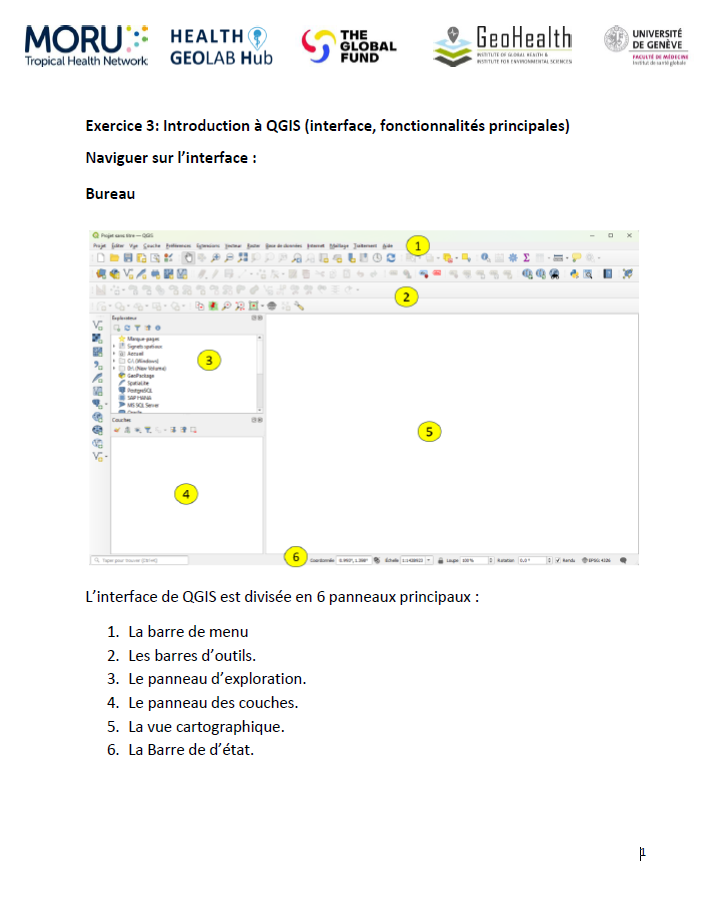 MORU
Tropical Health Network
HEALTH
GEOLAB Hub
THE
GLOBAL
FUND
GeoHealth
INSTITUTE OF GLOBAL HEALTH &
INSTITUTE FOR ENVIRONMENTAL SCIENCES
UNIVERSITÉ
DE GENÈVE
FACULTÉ DE MÉDECINE
Institut de santé globale
Exercice 3: Introduction à QGIS (interface, fonctionnalités principales)
Naviguer sur l’interface :
Bureau
Projet sans titre — QGIS
Projet Éditer Vue Couche Préférences Extensions Vecteur Raster Base de données Internet Maillage Traitement Aide
1
2
Explorateur
Marque-pages
Signets spatiaux
Accueil
C:\ (Windows)
D:\ (New Volume)
GeoPackage
SpatiaLite
PostgreSQL
SAP HANA
MS SQL Server
Oracle
3
Couches
4
5
6
Taper pour trouver (Ctrl+K)
Coordonnée
Échelle
Loupe 100%
Rotation 0,0 °
Rendu
EPSG:4326
L’interface de QGIS est divisée en 6 panneaux principaux :
1. La barre de menu
2. Les barres d’outils.
3. Le panneau d’exploration.
4. Le panneau des couches.
5. La vue cartographique.
6. La Barre de d’état.
1